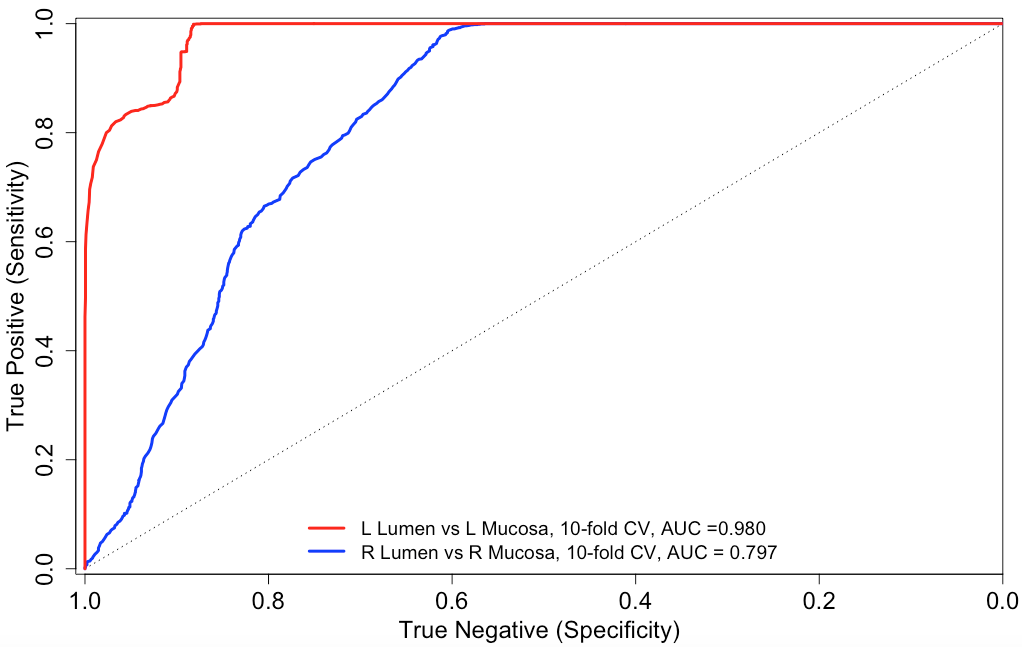 True Positive (Sensitivity)
1.0
0.8
0.6
0.4
0.2
0.0
L Lumen vs L Mucosa, 10-fold CV, AUC =0.980
R Lumen vs R Mucosa, 10-fold CV, AUC = 0.797
1.0 0.8 0.6 0.4 0.2 0.0
True Negative (Specificity)